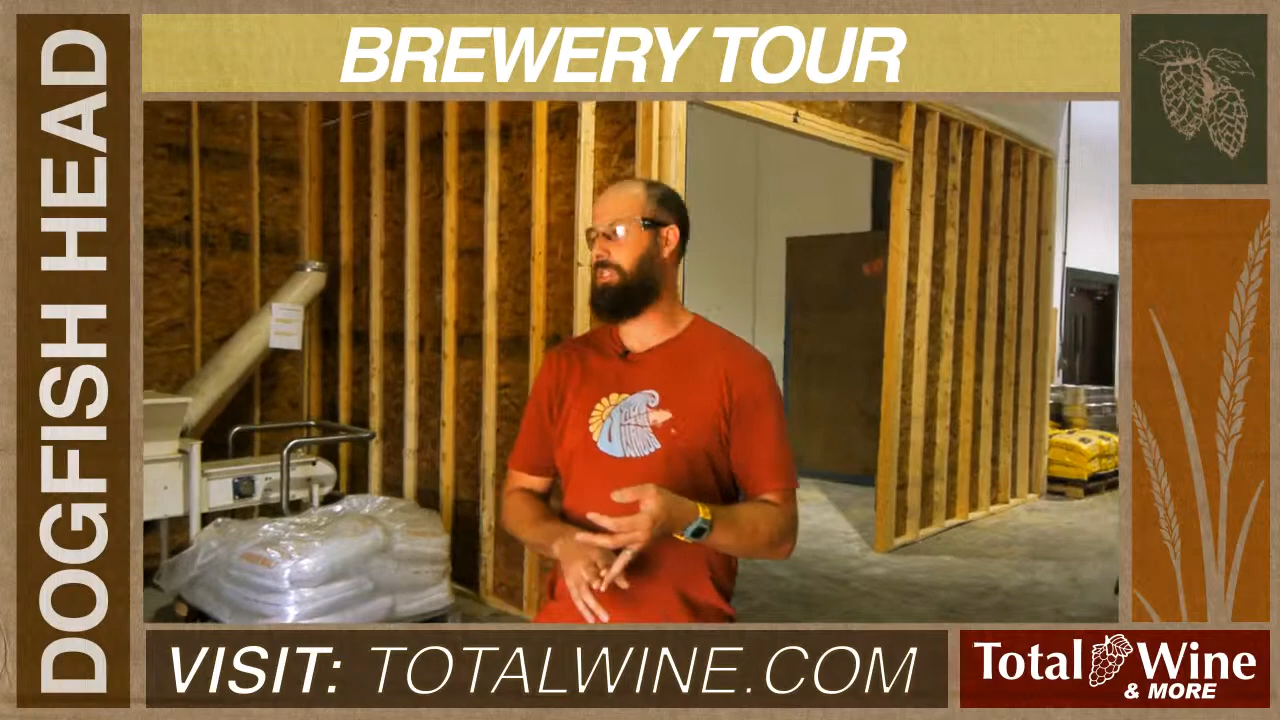 BREWERY TOUR
DOGFISH HEAD
VISIT: TOTALWINE.COM
Total Wine
& MORE